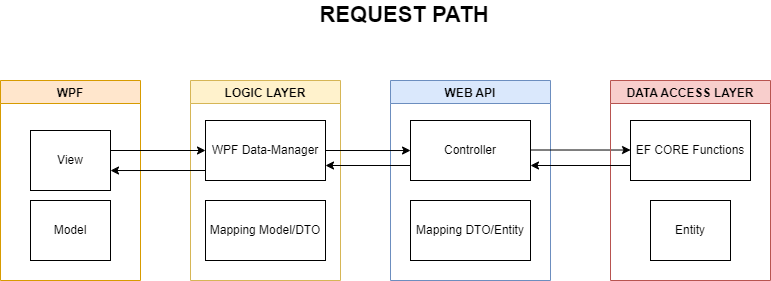 REQUEST PATH
WPF
LOGIC LAYER
WEB API
DATA ACCESS LAYER
View
WPF Data-Manager
Controller
EF CORE Functions
Model
Mapping Model/DTO
Mapping DTO/Entity
Entity